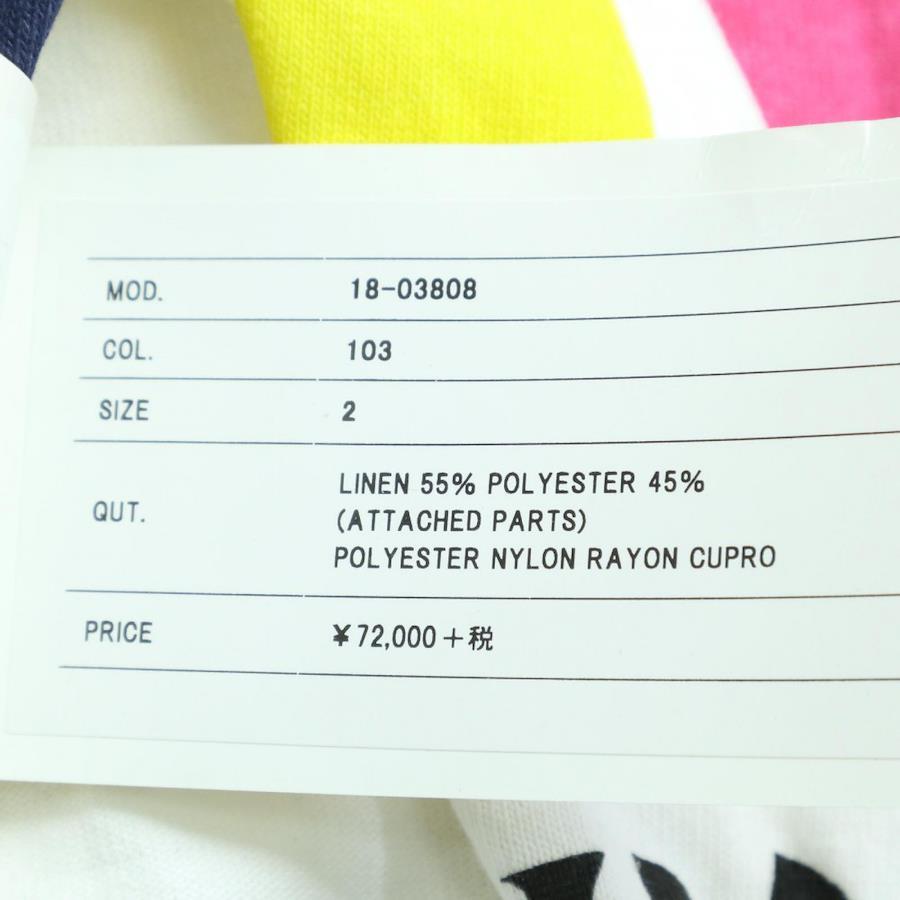 MOD. 18-03808
COL. 103
SIZE 2
QUT. LINEN 55% POLYESTER 45%
(ATTACHED PARTS)
POLYESTER NYLON RAYON CUPRO
PRICE ¥72,000+税